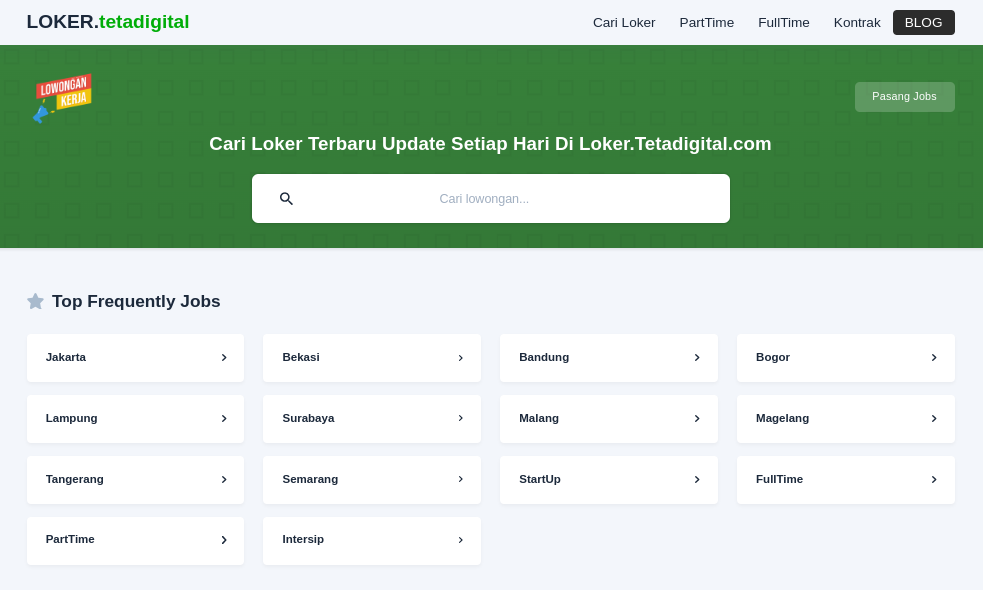 LOKER.tetadigital
Cari Loker
PartTime
FullTime
Kontrak
BLOG
LOWONGAN
KERJA
Pasang Jobs
Cari Loker Terbaru Update Setiap Hari Di Loker.Tetadigital.com
Cari lowongan...
Top Frequently Jobs
Jakarta
Bekasi
Bandung
Bogor
Lampung
Surabaya
Malang
Magelang
Tangerang
Semarang
StartUp
FullTime
PartTime
Intersip